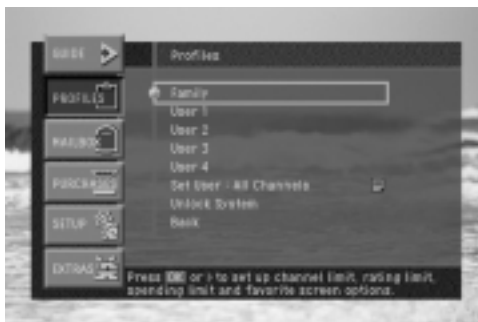 GUIDE
Profiles
PROFILES
Family
User 1
MAILBOX
User 2
User 3
User 4
PURCHASES
Set User : All Channels
Unlock System
SETUP
Back
EXTRAS
Press OK or > to set up channel limit, rating limit,
spending limit and favorite screen options.